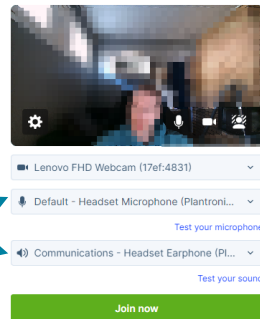 Lenovo FHD Webcam (17ef:4831)
Default - Headset Microphone (Plantroni...
Test your microphone
Communications - Headset Earphone (Pl...
Test your sound
Join now